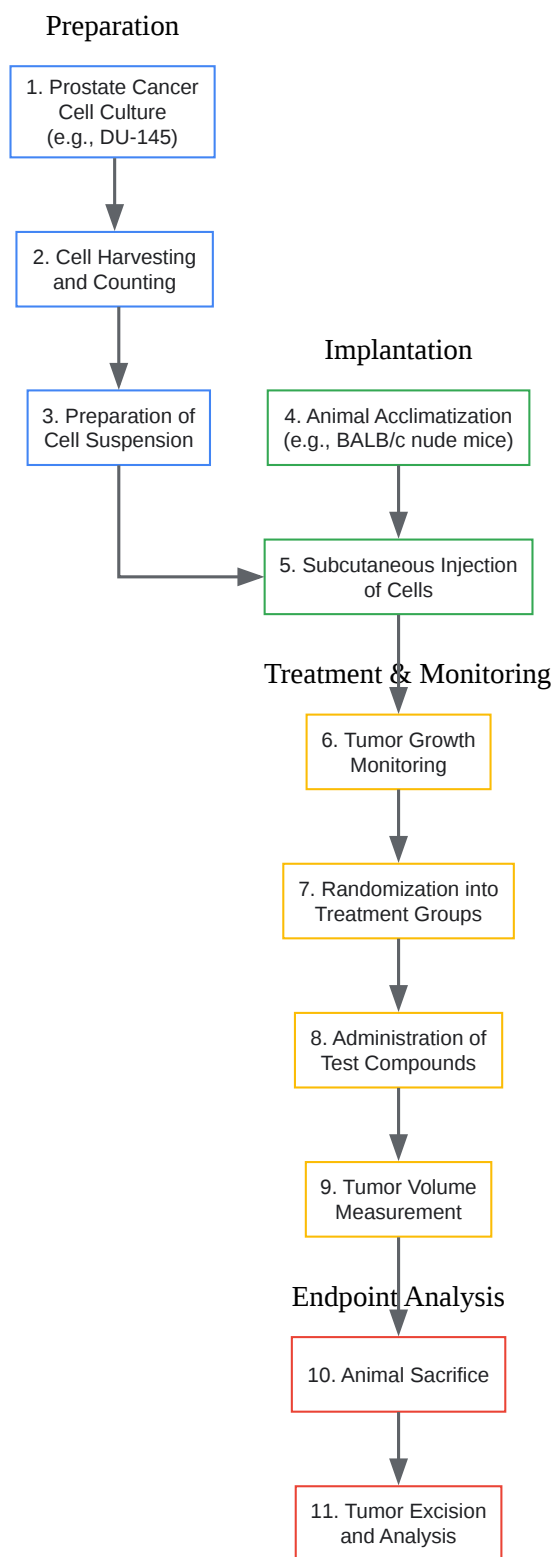 Preparation
1. Prostate Cancer
Cell Culture
(e.g., DU-145)
2. Cell Harvesting
and Counting
3. Preparation of
Cell Suspension
Implantation
4. Animal Acclimatization
(e.g., BALB/c nude mice)
5. Subcutaneous Injection
of Cells
Treatment & Monitoring
6. Tumor Growth
Monitoring
7. Randomization into
Treatment Groups
8. Administration of
Test Compounds
9. Tumor Volume
Measurement
Endpoint Analysis
10. Animal Sacrifice
11. Tumor Excision
and Analysis